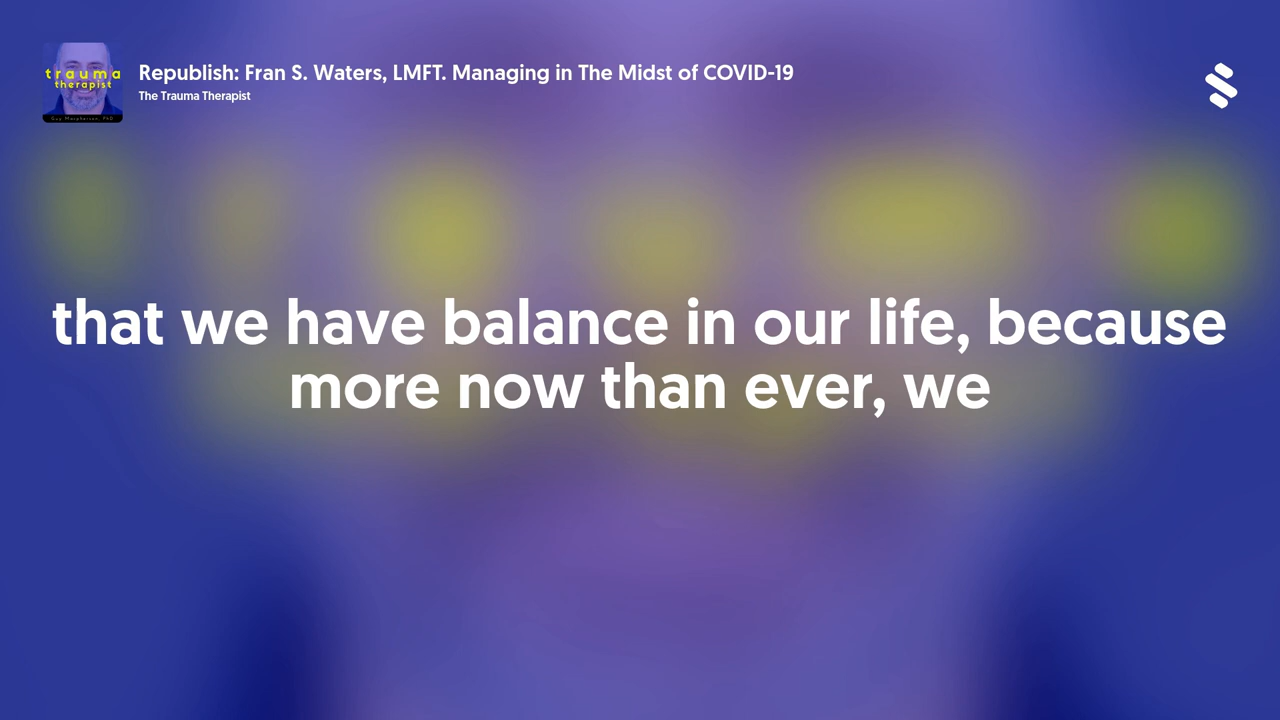 trauma
therapist
Guy Macpherson, PhD
Republish: Fran S. Waters, LMFT. Managing in The Midst of COVID-19
The Trauma Therapist
that we have balance in our life, because
more now than ever, we